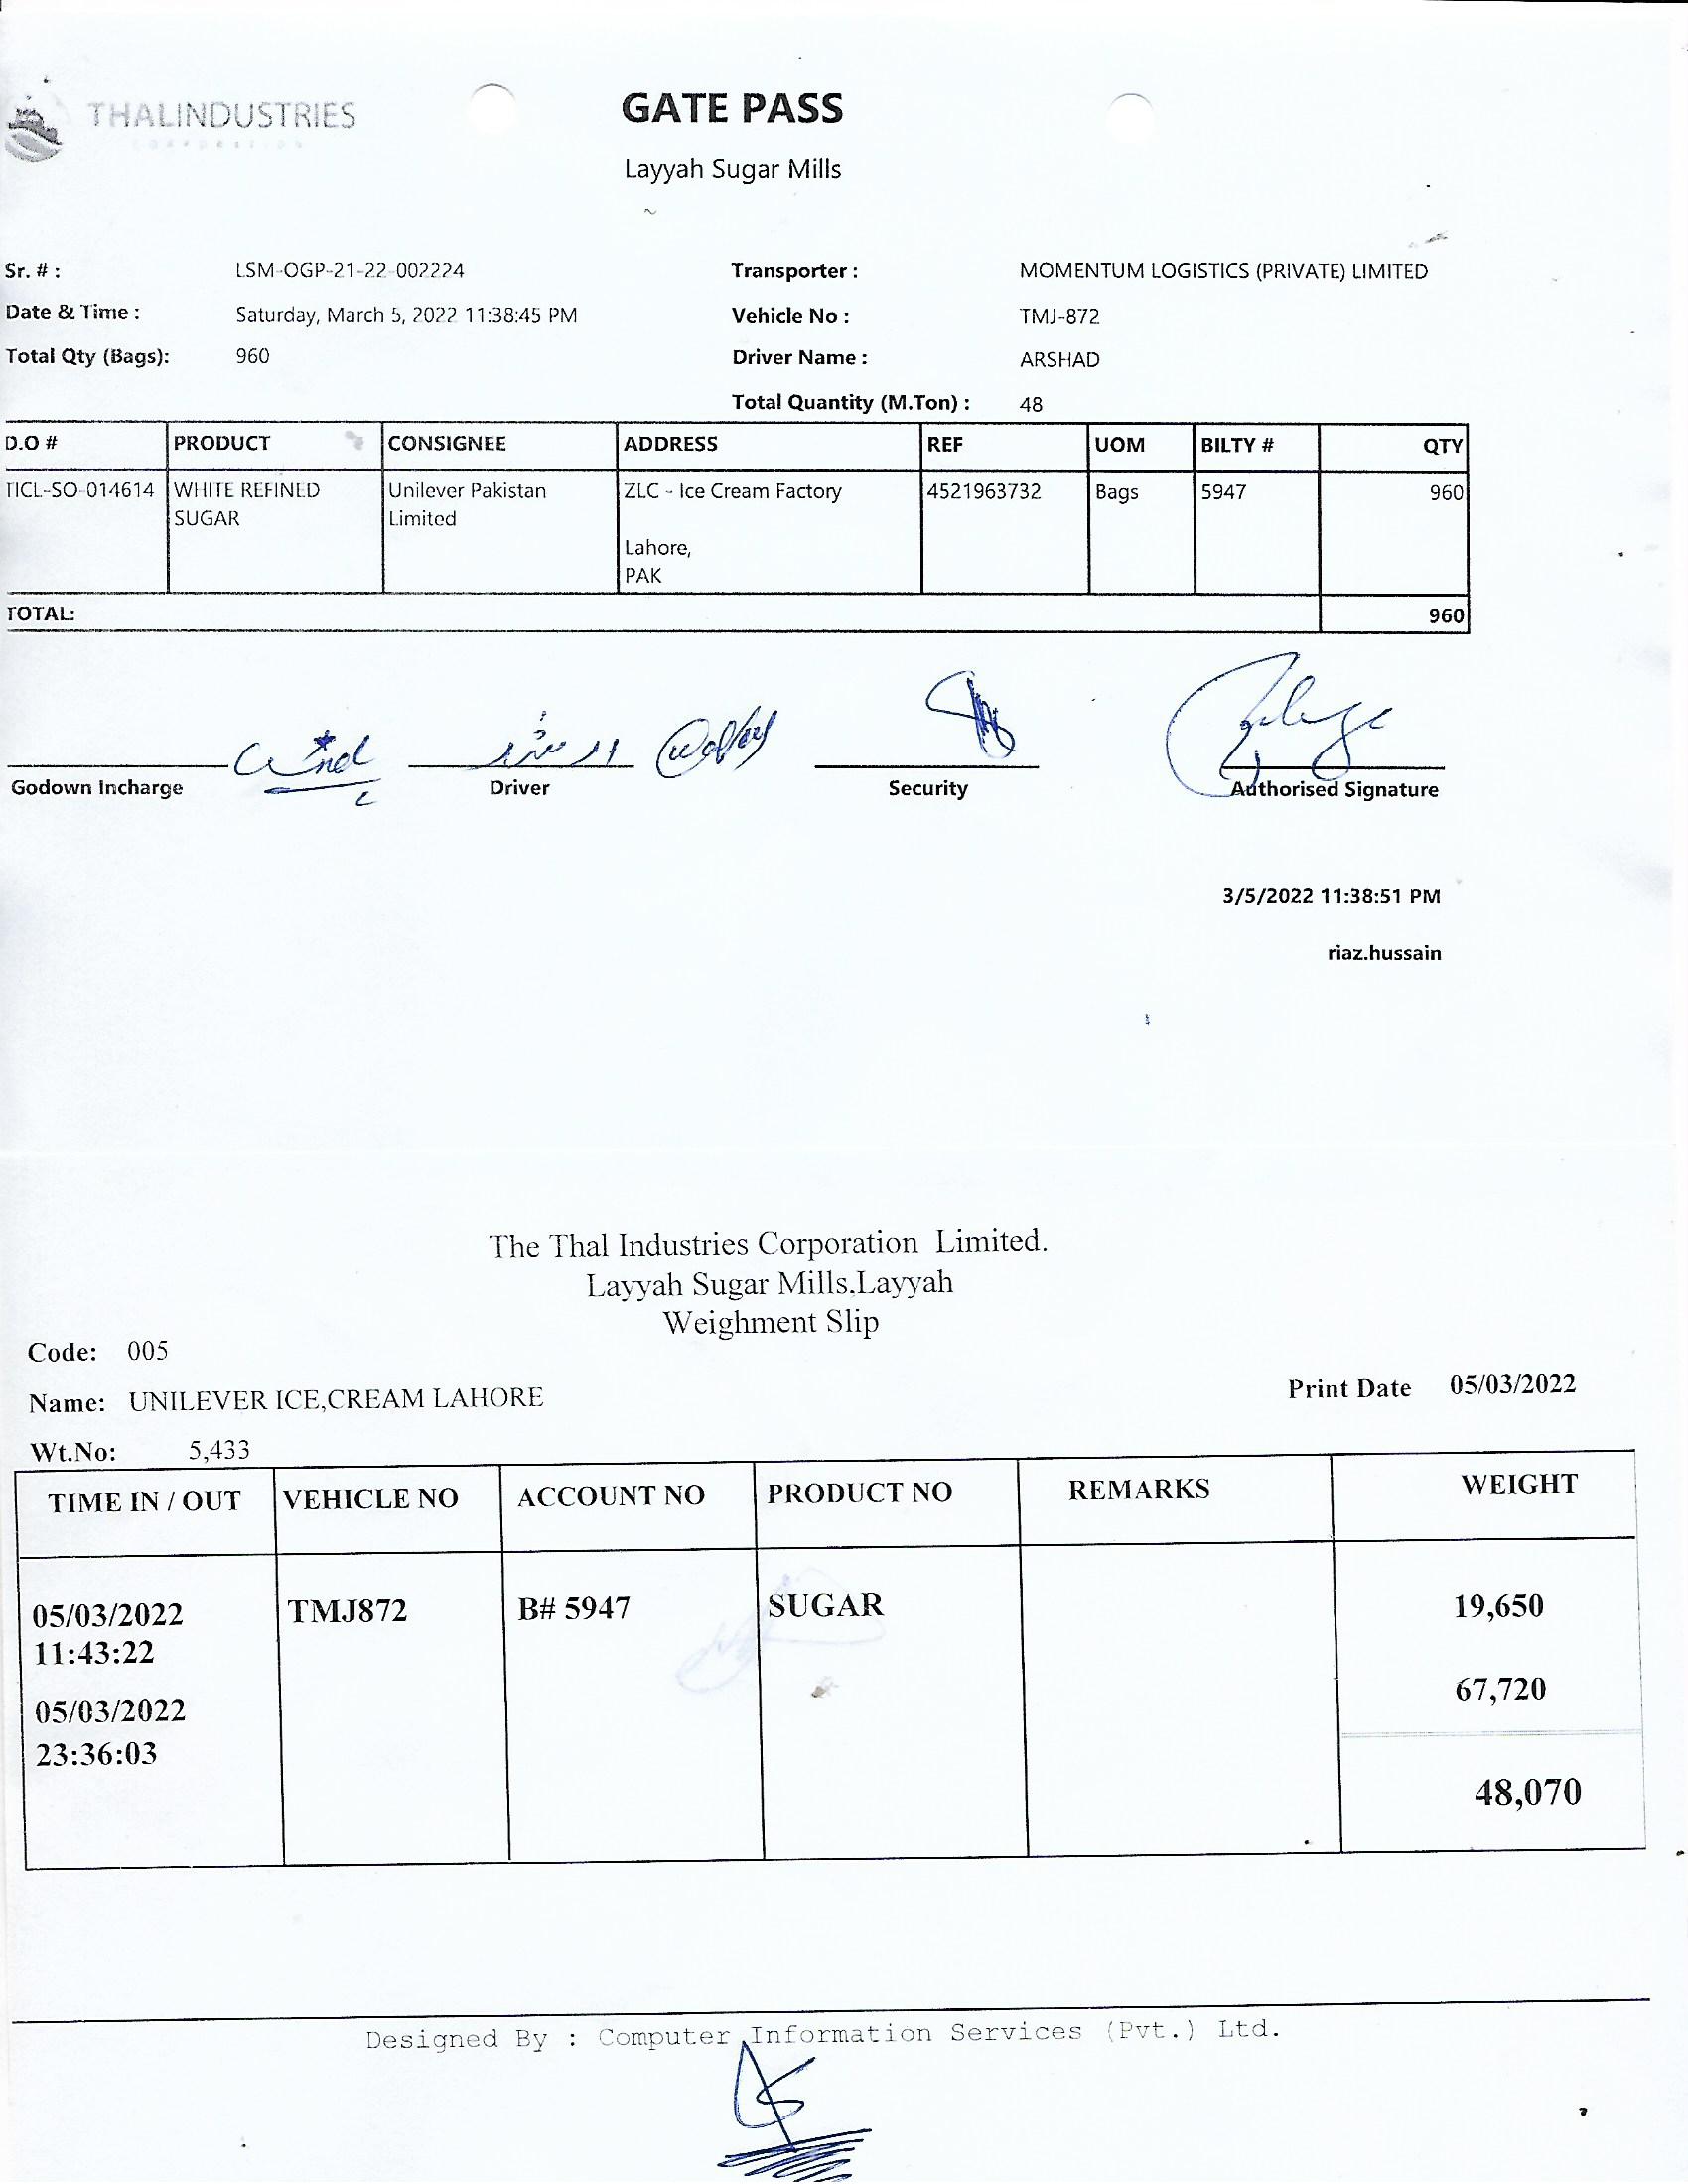 THALINDUSTRIES
CORPORATION
GATE PASS
Layyah Sugar Mills
Sr. # : LSM-OGP-21-22-002224 Transporter : MOMENTUM LOGISTICS (PRIVATE) LIMITED
Date & Time : Saturday, March 5, 2022 11:38:45 PM Vehicle No : TMJ-872
Total Qty (Bags): 960 Driver Name : ARSHAD
Total Quantity (M.Ton) : 48
D.O # PRODUCT CONSIGNEE ADDRESS REF UOM BILTY # QTY
TICL-SO-014614 WHITE REFINED Unilever Pakistan ZLC - Ice Cream Factory 4521963732 Bags 5947 960
SUGAR Limited
Lahore,
PAK
TOTAL: 960
ارشد
Godown Incharge Driver Security Authorised Signature
3/5/2022 11:38:51 PM
riaz.hussain
The Thal Industries Corporation Limited.
Layyah Sugar Mills,Layyah
Weighment Slip
Code: 005
Name: UNILEVER ICE,CREAM LAHORE Print Date 05/03/2022
Wt.No: 5,433
TIME IN / OUT VEHICLE NO ACCOUNT NO PRODUCT NO REMARKS WEIGHT
05/03/2022 TMJ872 B# 5947 SUGAR 19,650
11:43:22
05/03/2022 67,720
23:36:03
48,070
Designed By : Computer Information Services (Pvt.) Ltd.